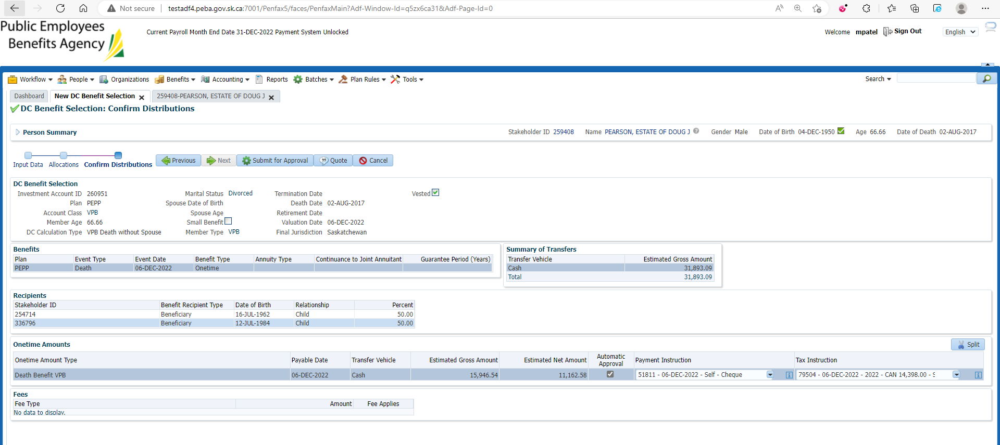 Not secure | testadf4.peba.gov.sk.ca:7001/Penfax5/faces/PenfaxMain?Adf-Window-Id=q5zx6ca31&Adf-Page-Id=0
Public Employees
Benefits Agency
Current Payroll Month End Date 31-DEC-2022 Payment System Unlocked
Welcome mpatel Sign Out English
Workflow People Organizations Benefits Accounting Reports Batches Plan Rules Tools Search
Dashboard New DC Benefit Selection 259408-PEARSON, ESTATE OF DOUG J
DC Benefit Selection: Confirm Distributions
Person Summary Stakeholder ID 259408 Name PEARSON, ESTATE OF DOUG J Gender Male Date of Birth 04-DEC-1950 Age 66.66 Date of Death 02-AUG-2017
Input Data Allocations Confirm Distributions Previous Next Submit for Approval Quote Cancel
DC Benefit Selection
Investment Account ID 260951 Marital Status Divorced Termination Date Vested
Plan PEPP Spouse Date of Birth Death Date 02-AUG-2017
Account Class VPB Spouse Age Retirement Date
Member Age 66.66 Small Benefit Valuation Date 06-DEC-2022
DC Calculation Type VPB Death without Spouse Member Type VPB Final Jurisdiction Saskatchewan
Benefits
Plan Event Type Event Date Benefit Type Annuity Type Continuance to Joint Annuitant Guarantee Period (Years)
PEPP Death 06-DEC-2022 Onetime
Summary of Transfers
Transfer Vehicle Estimated Gross Amount
Cash 31,893.09
Total 31,893.09
Recipients
Stakeholder ID Benefit Recipient Type Date of Birth Relationship Percent
254714 Beneficiary 16-JUL-1962 Child 50.00
336796 Beneficiary 12-JUL-1984 Child 50.00
Onetime Amounts Split
Onetime Amount Type Payable Date Transfer Vehicle Estimated Gross Amount Estimated Net Amount Automatic Approval Payment Instruction Tax Instruction
Death Benefit VPB 06-DEC-2022 Cash 15,946.54 11,162.58 51811 - 06-DEC-2022 - Self - Cheque 79504 - 06-DEC-2022 - 2022 - CAN 14,398.00 - S
Fees
Fee Type Amount Fee Applies
No data to display.